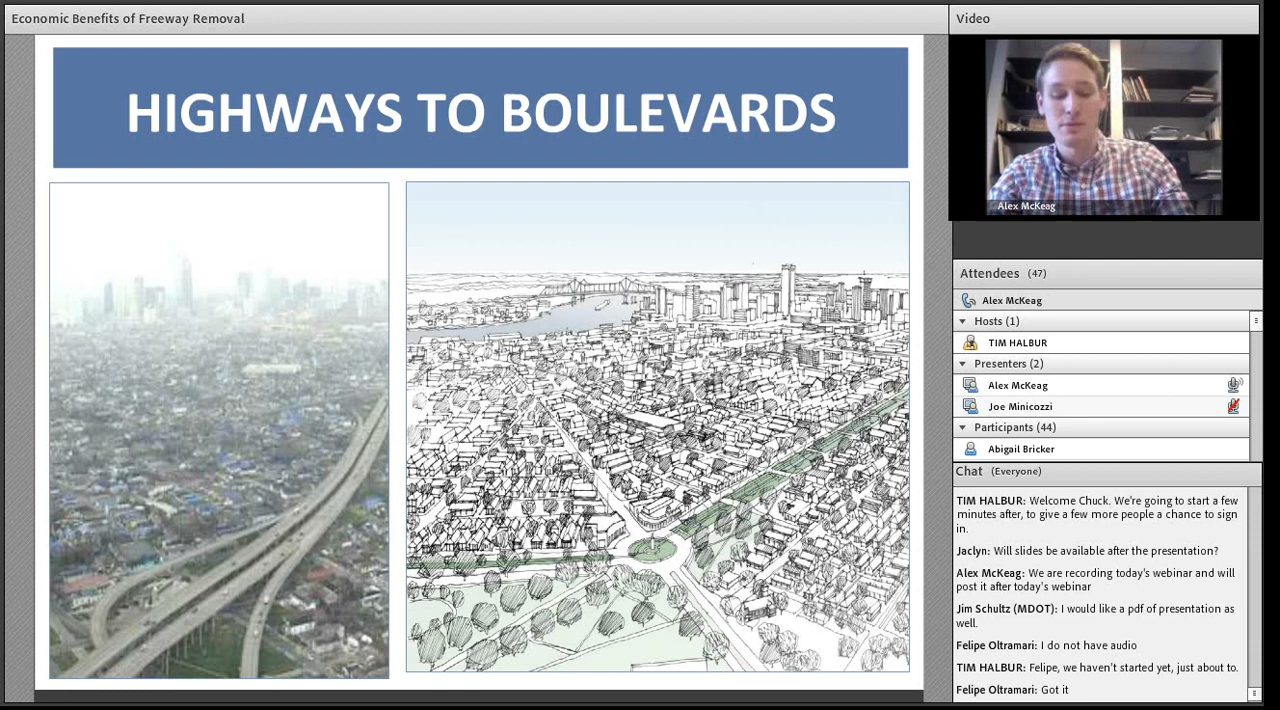 Economic Benefits of Freeway Removal
HIGHWAYS TO BOULEVARDS
Video
Alex McKeag
Attendees (47)
Alex McKeag
Hosts (1)
TIM HALBUR
Presenters (2)
Alex McKeag
Joe Minicozzi
Participants (44)
Abigail Bricker
Chat (Everyone)
TIM HALBUR: Welcome Chuck. We're going to start a few
minutes after, to give a few more people a chance to sign
in.
Jaclyn: Will slides be available after the presentation?
Alex McKeag: We are recording today's webinar and will
post it after today's webinar
Jim Schultz (MDOT): I would like a pdf of presentation as
well.
Felipe Oltramari: I do not have audio
TIM HALBUR: Felipe, we haven't started yet, just about to.
Felipe Oltramari: Got it